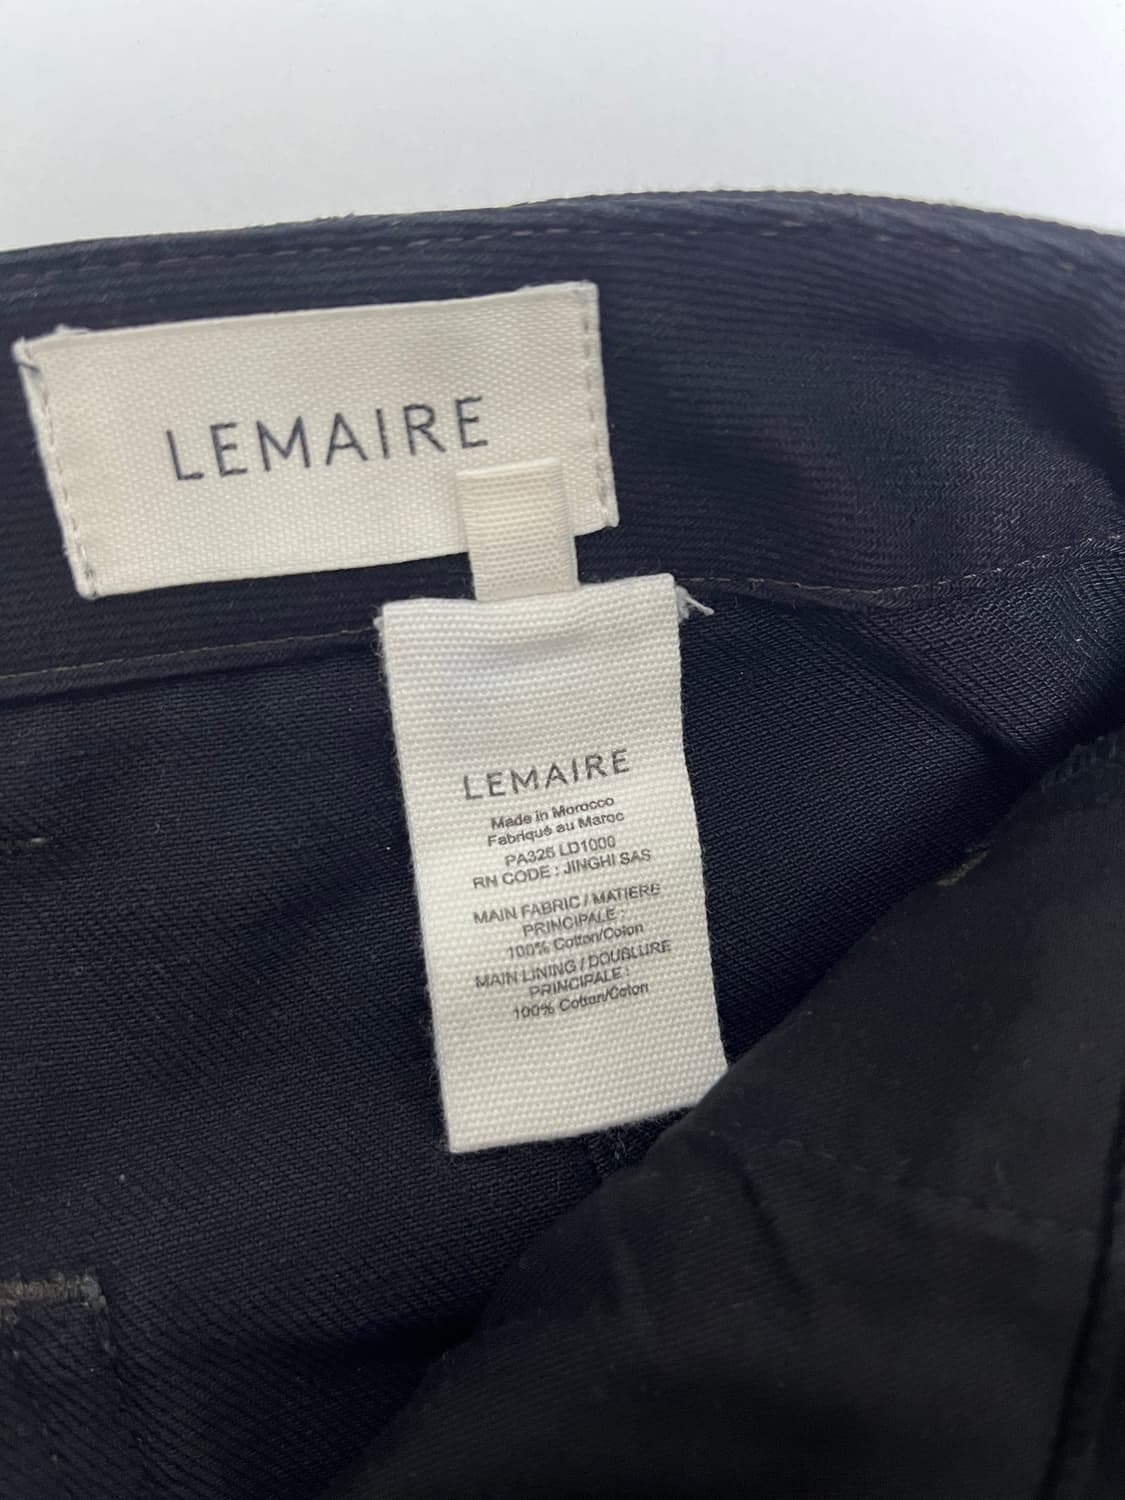 LEMAIRE
LEMAIRE
Made in Morocco
Fabriqué au Maroc
PA326 LD1000
RN CODE : JINGHI SAS
MAIN FABRIC / MATIERE
PRINCIPALE :
100% Cotton/Coton
MAIN LINING / DOUBLURE
PRINCIPALE :
100% Cotton/Coton